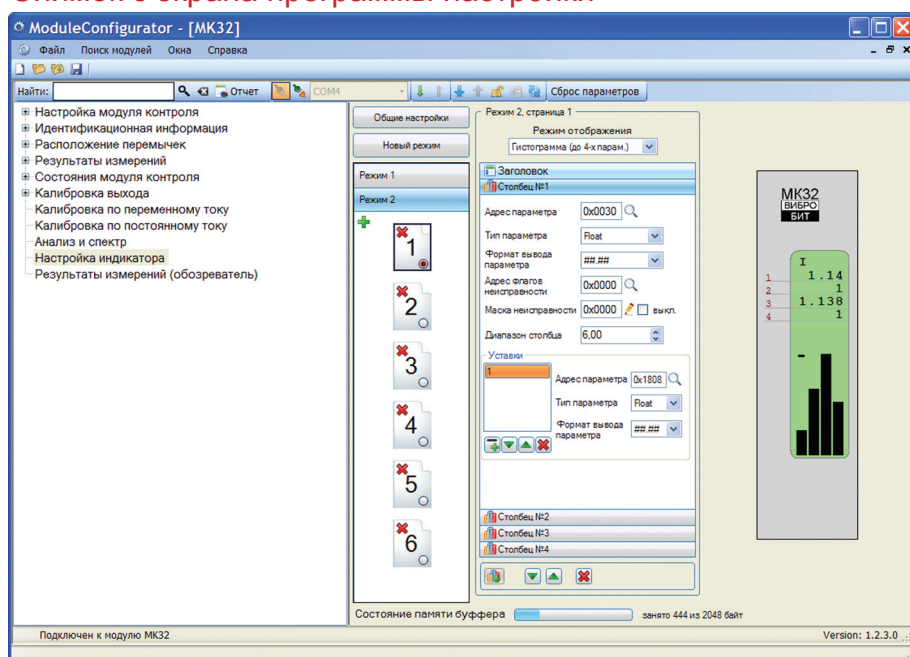 ModuleConfigurator - [MK32]
Файл Поиск модулей Окна Справка
Найти: Отчет COM4 Сброс параметров
Настройка модуля контроля
Идентификационная информация
Расположение перемычек
Результаты измерений
Состояния модуля контроля
Калибровка выхода
Калибровка по переменному току
Калибровка по постоянному току
Анализ и спектр
Настройка индикатора
Результаты измерений (обозреватель)
Общие настройки
Новый режим
Режим 1
Режим 2
1
2
3
4
5
6
Режим 2, страница 1
Режим отображения
Гистограмма (до 4-х парам.)
Заголовок
Столбец №1
Адрес параметра 0x0030
Тип параметра Float
Формат вывода
параметра
##.##
Адрес флагов
неисправности
0x0000
Маска неисправности 0x0000 выкл.
Диапазон столбца 6,00
Уставки
1
Адрес параметра 0x1808
Тип параметра Float
Формат вывода
параметра
##.##
Столбец №2
Столбец №3
Столбец №4
МК32
ВИБРО
БИТ
I
1 1.14
2 1
3 1.138
4 1
Состояние памяти буффера занято 444 из 2048 байт
Подключен к модулю МК32 Version: 1.2.3.0